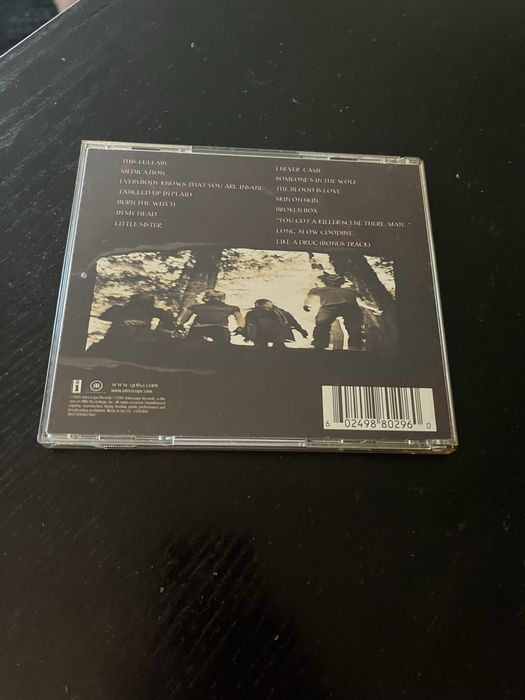 THIS LULLABY
MEDICATION
EVERYBODY KNOWS THAT YOU ARE INSANE
TANGLED UP IN PLAID
BURN THE WITCH
IN MY HEAD
LITTLE SISTER
I NEVER CAME
SOMEONE'S IN THE WOLF
THE BLOOD IS LOVE
SKIN ON SKIN
BROKEN BOX
"YOU GOT A KILLER SCENE THERE, MAN..."
LONG SLOW GOODBYE
LIKE A DRUG (BONUS TRACK)
www.qotsa.com
www.interscope.com
6 02498 80296 0